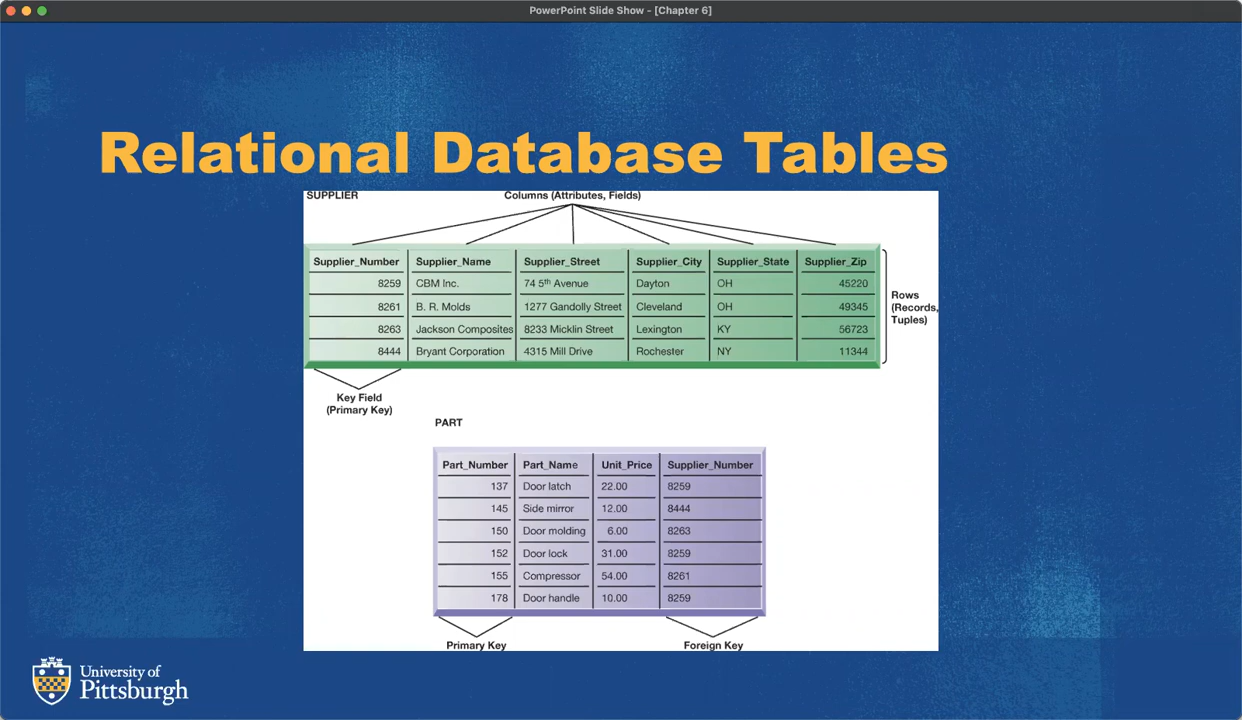 PowerPoint Slide Show - [Chapter 6]
Relational Database Tables
SUPPLIER Columns (Attributes, Fields)
Supplier_Number Supplier_Name Supplier_Street Supplier_City Supplier_State Supplier_Zip
8259 CBM Inc. 74 5th Avenue Dayton OH 45220
8261 B. R. Molds 1277 Gandolly Street Cleveland OH 49345
8263 Jackson Composites 8233 Micklin Street Lexington KY 56723
8444 Bryant Corporation 4315 Mill Drive Rochester NY 11344
Rows
(Records,
Tuples)
Key Field
(Primary Key)
PART
Part_Number Part_Name Unit_Price Supplier_Number
137 Door latch 22.00 8259
145 Side mirror 12.00 8444
150 Door molding 6.00 8263
152 Door lock 31.00 8259
155 Compressor 54.00 8261
178 Door handle 10.00 8259
Primary Key Foreign Key
University of
Pittsburgh